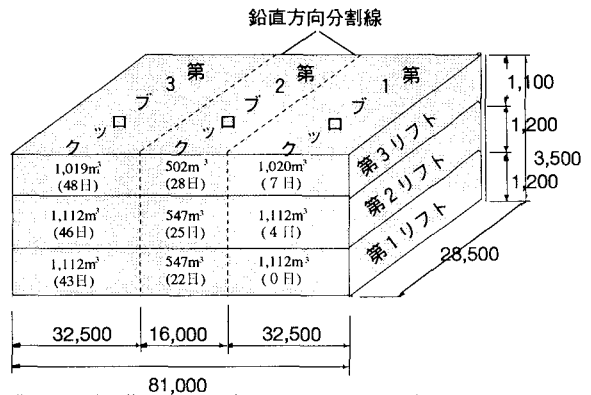 鉛直方向分割線
第3ブロック
第2ブロック
第1ブロック
1,100
1,200
1,200
3,500
第3リフト
第2リフト
第1リフト
28,500
1,019m³ 502m³ 1,020m³
(48日) (28日) (7日)
1,112m³ 547m³ 1,112m³
(46日) (25日) (4日)
1,112m³ 547m³ 1,112m³
(43日) (22日) (0日)
32,500 16,000 32,500
81,000